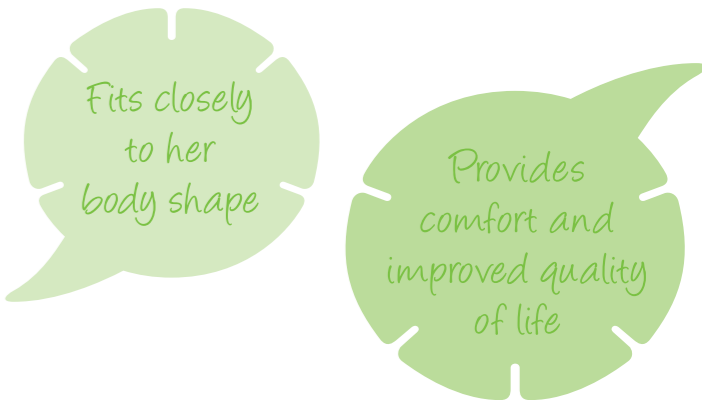 Fits closely
to her
body shape
Provides
comfort and
improved quality
of life